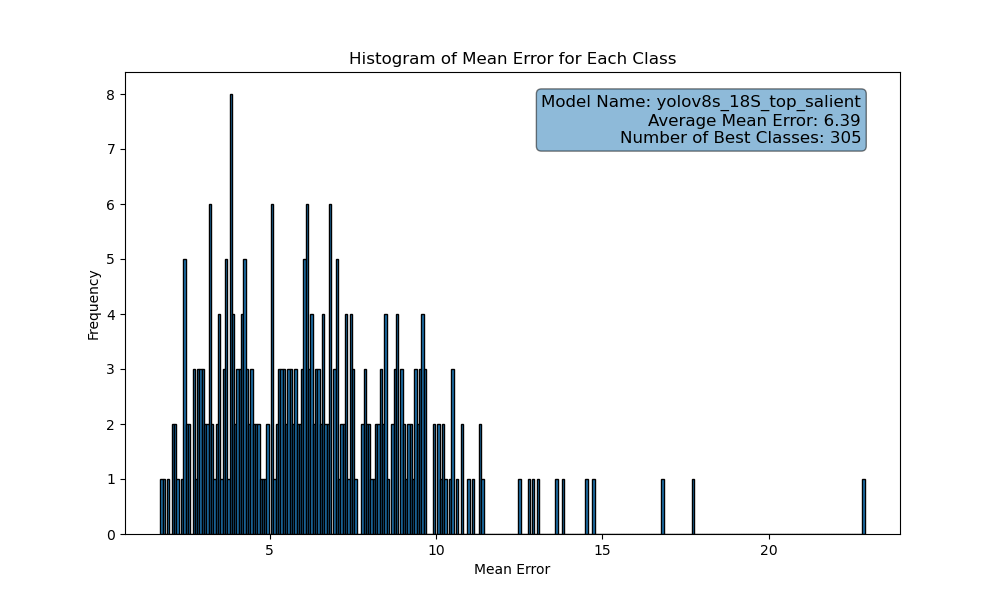 Histogram of Mean Error for Each Class
Model Name: yolov8s_18S_top_salient
Average Mean Error: 6.39
Number of Best Classes: 305
Frequency
8
7
6
5
4
3
2
1
0
5
10
15
20
Mean Error